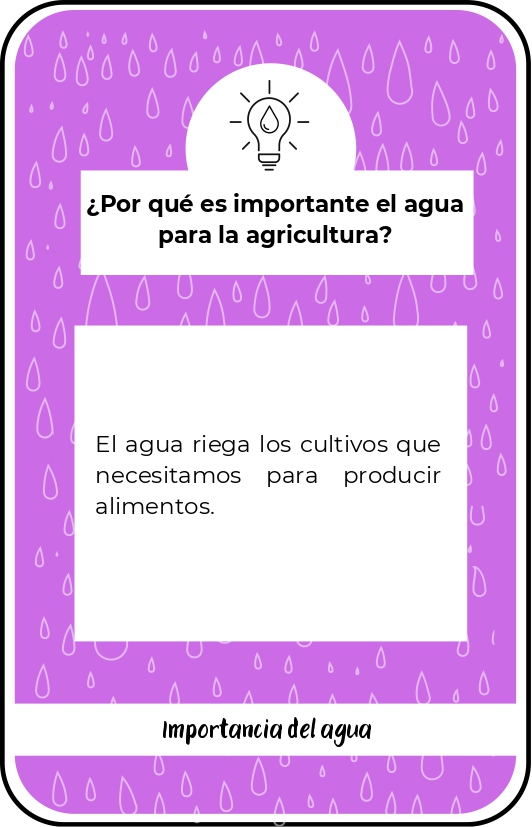 ¿Por qué es importante el agua
para la agricultura?
El agua riega los cultivos que
necesitamos para producir
alimentos.
Importancia del agua